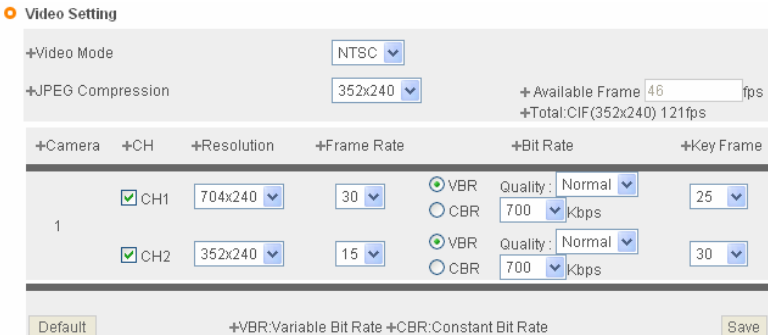 Video Setting
+Video Mode NTSC
+JPEG Compression 352x240 + Available Frame 46 fps
+Total:CIF(352x240) 121fps
+Camera +CH +Resolution +Frame Rate +Bit Rate +Key Frame
1
CH1 704x240 30 VBR Quality : Normal 25
CBR 700 Kbps
CH2 352x240 15 VBR Quality : Normal 30
CBR 700 Kbps
Default +VBR:Variable Bit Rate +CBR:Constant Bit Rate Save